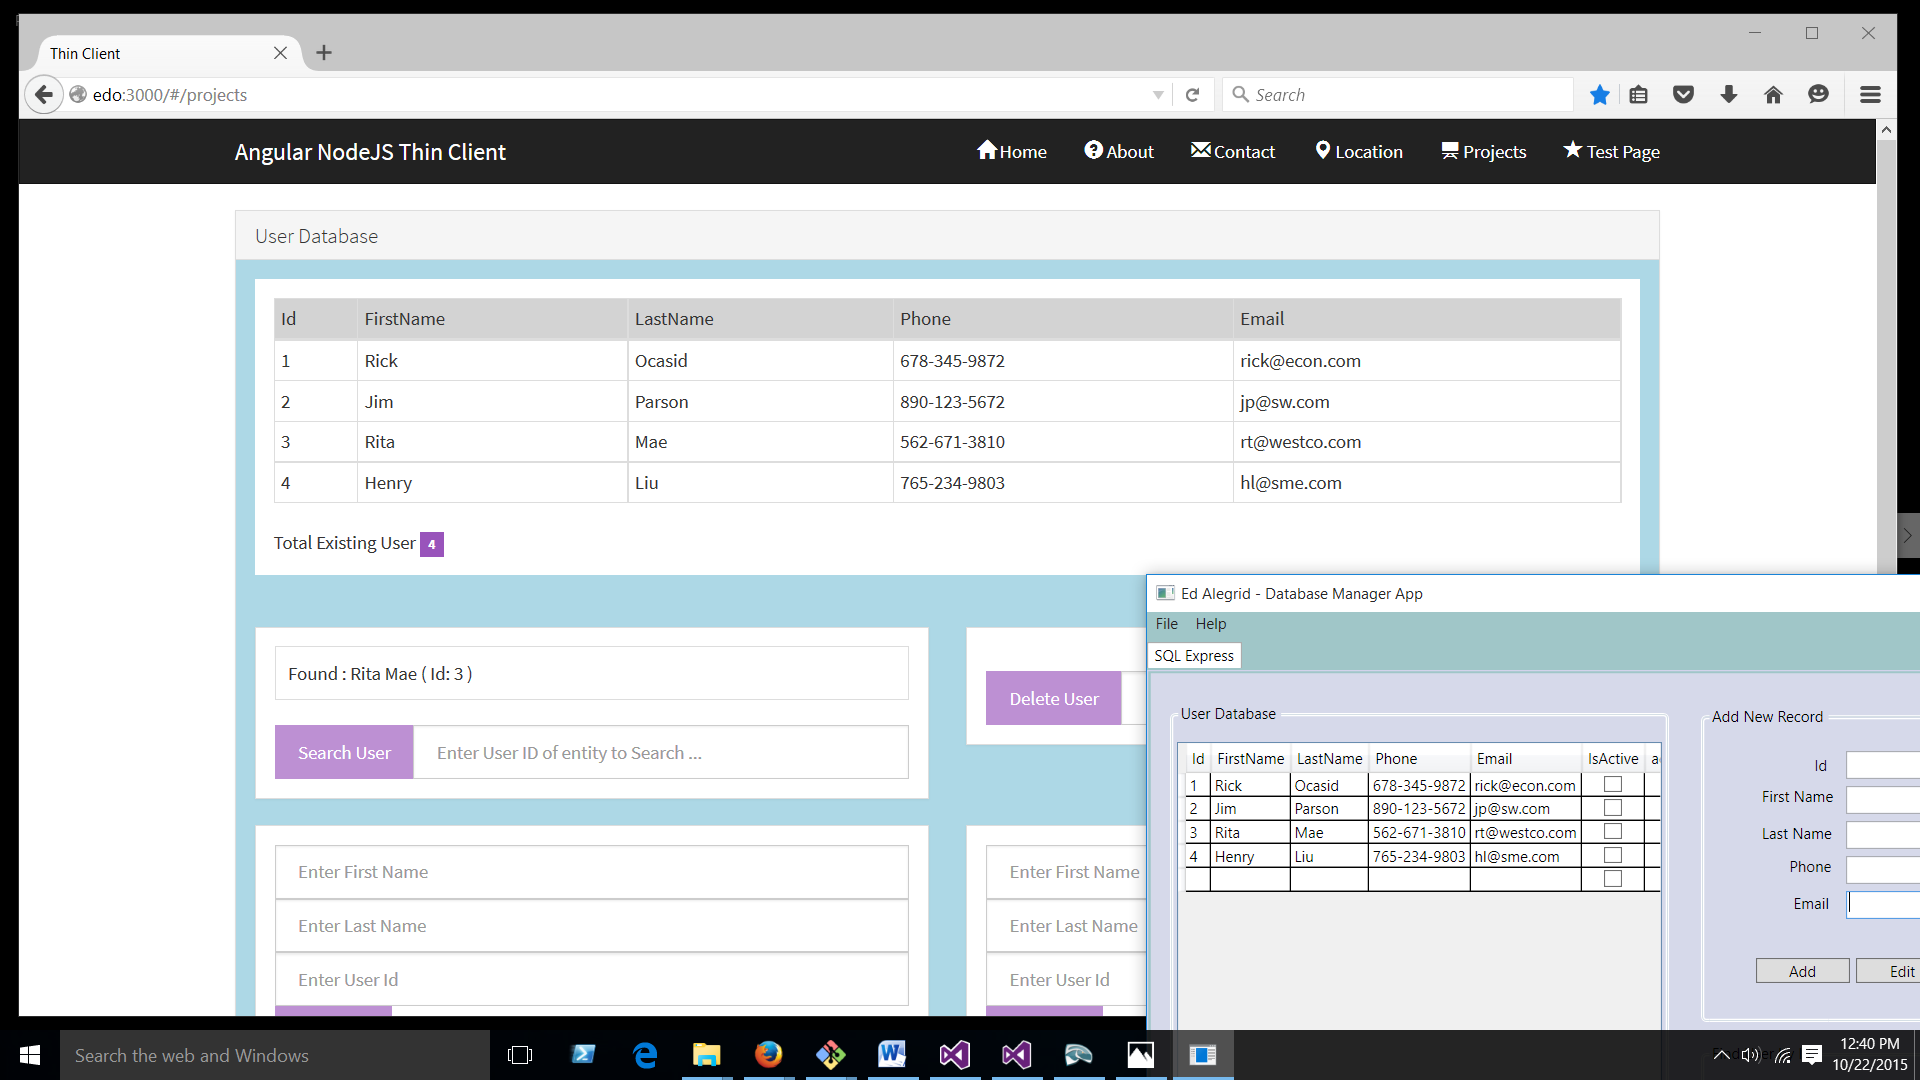 Thin Client
edo:3000/#/projects
Search
Angular NodeJS Thin Client
Home About Contact Location Projects Test Page
User Database
Id FirstName LastName Phone Email
1 Rick Ocasid 678-345-9872 rick@econ.com
2 Jim Parson 890-123-5672 jp@sw.com
3 Rita Mae 562-671-3810 rt@westco.com
4 Henry Liu 765-234-9803 hl@sme.com
Total Existing User 4
Found : Rita Mae ( Id: 3 )
Search User Enter User ID of entity to Search ...
Delete User
Enter First Name
Enter Last Name
Enter User Id
Enter First Name
Enter Last Name
Enter User Id
Ed Alegrid - Database Manager App
File Help
SQL Express
User Database
Id FirstName LastName Phone Email IsActive a
1 Rick Ocasid 678-345-9872 rick@econ.com
2 Jim Parson 890-123-5672 jp@sw.com
3 Rita Mae 562-671-3810 rt@westco.com
4 Henry Liu 765-234-9803 hl@sme.com
Add New Record
Id
First Name
Last Name
Phone
Email
Add Edit
Search the web and Windows
12:40 PM
10/22/2015